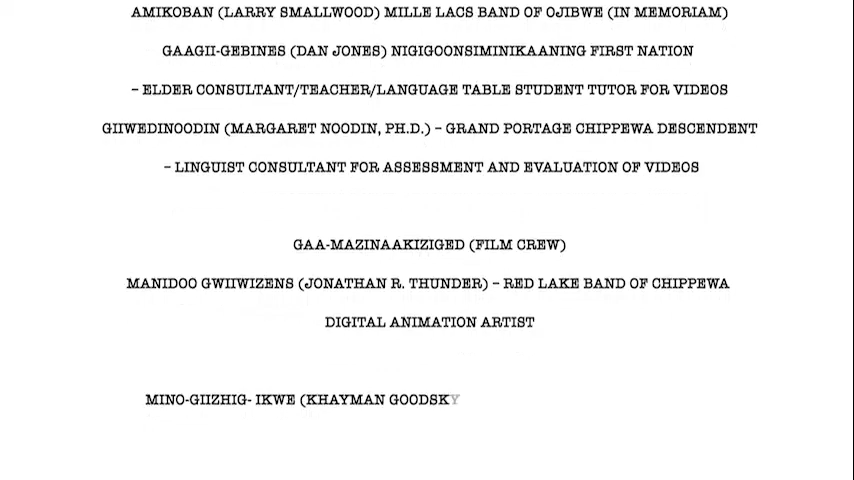 AMIKOBAN (LARRY SMALLWOOD) MILLE LACS BAND OF OJIBWE (IN MEMORIAM)
GAAGII-GEBINES (DAN JONES) NIGIGOONSIMINIKAANING FIRST NATION
– ELDER CONSULTANT/TEACHER/LANGUAGE TABLE STUDENT TUTOR FOR VIDEOS
GIIWEDINOODIN (MARGARET NOODIN, PH.D.) – GRAND PORTAGE CHIPPEWA DESCENDENT
– LINGUIST CONSULTANT FOR ASSESSMENT AND EVALUATION OF VIDEOS
GAA-MAZINAAKIZIGED (FILM CREW)
MANIDOO GWIIWIZENS (JONATHAN R. THUNDER) – RED LAKE BAND OF CHIPPEWA
DIGITAL ANIMATION ARTIST
MINO-GIIZHIG- IKWE (KHAYMAN GOODSKY